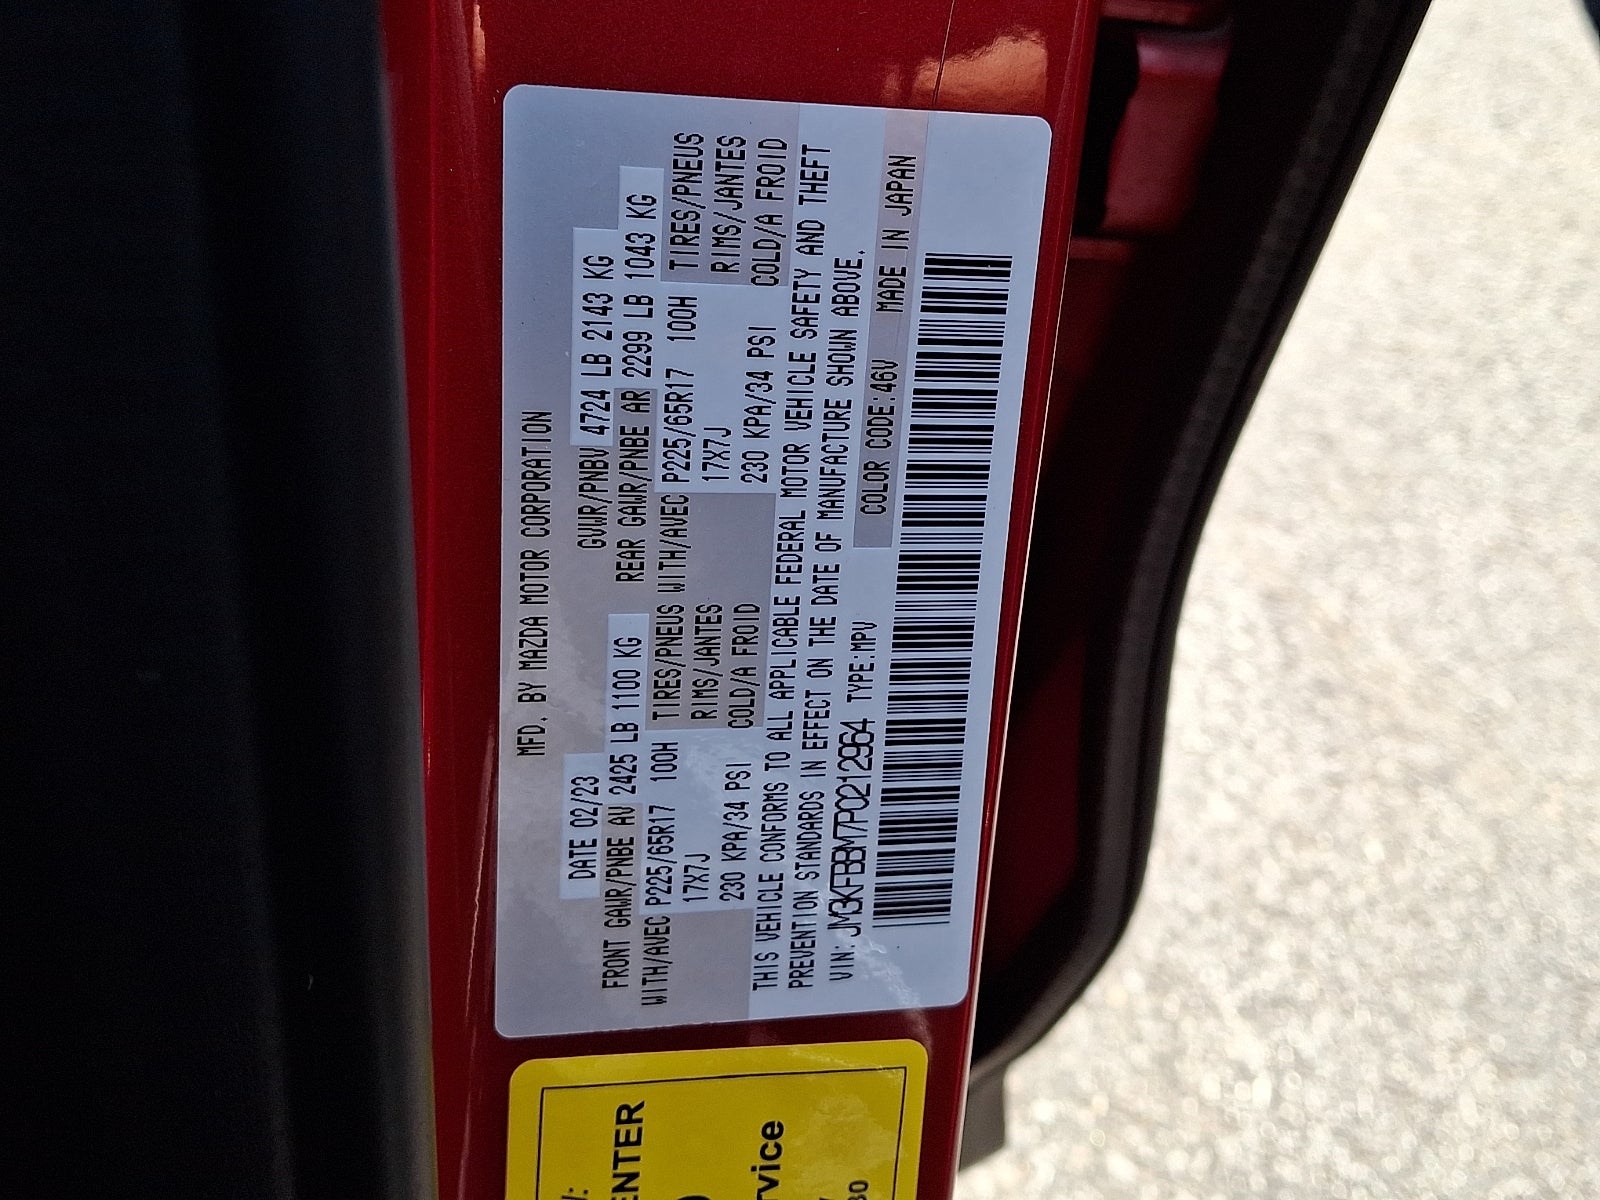 MFD. BY MAZDA MOTOR CORPORATION
DATE 02/23 GVWR/PNBV 4724 LB 2143 KG
FRONT GAWR/PNBE AV 2425 LB 1100 KG REAR GAWR/PNBE AR 2299 LB 1043 KG
WITH/AVEC P225/65R17 100H TIRES/PNEUS WITH/AVEC P225/65R17 100H TIRES/PNEUS
17X7J RIMS/JANTES 17X7J RIMS/JANTES
230 KPA/34 PSI COLD/A FROID 230 KPA/34 PSI COLD/A FROID
THIS VEHICLE CONFORMS TO ALL APPLICABLE FEDERAL MOTOR VEHICLE SAFETY AND THEFT
PREVENTION STANDARDS IN EFFECT ON THE DATE OF MANUFACTURE SHOWN ABOVE.
VIN: JM3KFBBM7P0212964 TYPE:MPV COLOR CODE:46V MADE IN JAPAN
ENTER
rvice